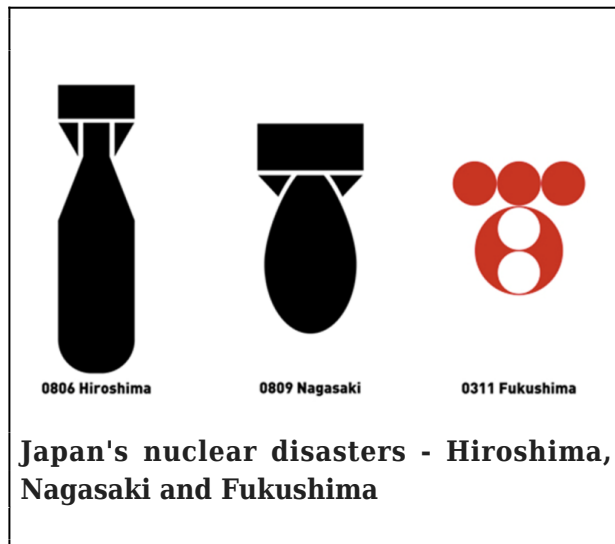 0806 Hiroshima 0809 Nagasaki 0311 Fukushima
Japan's nuclear disasters - Hiroshima,
Nagasaki and Fukushima